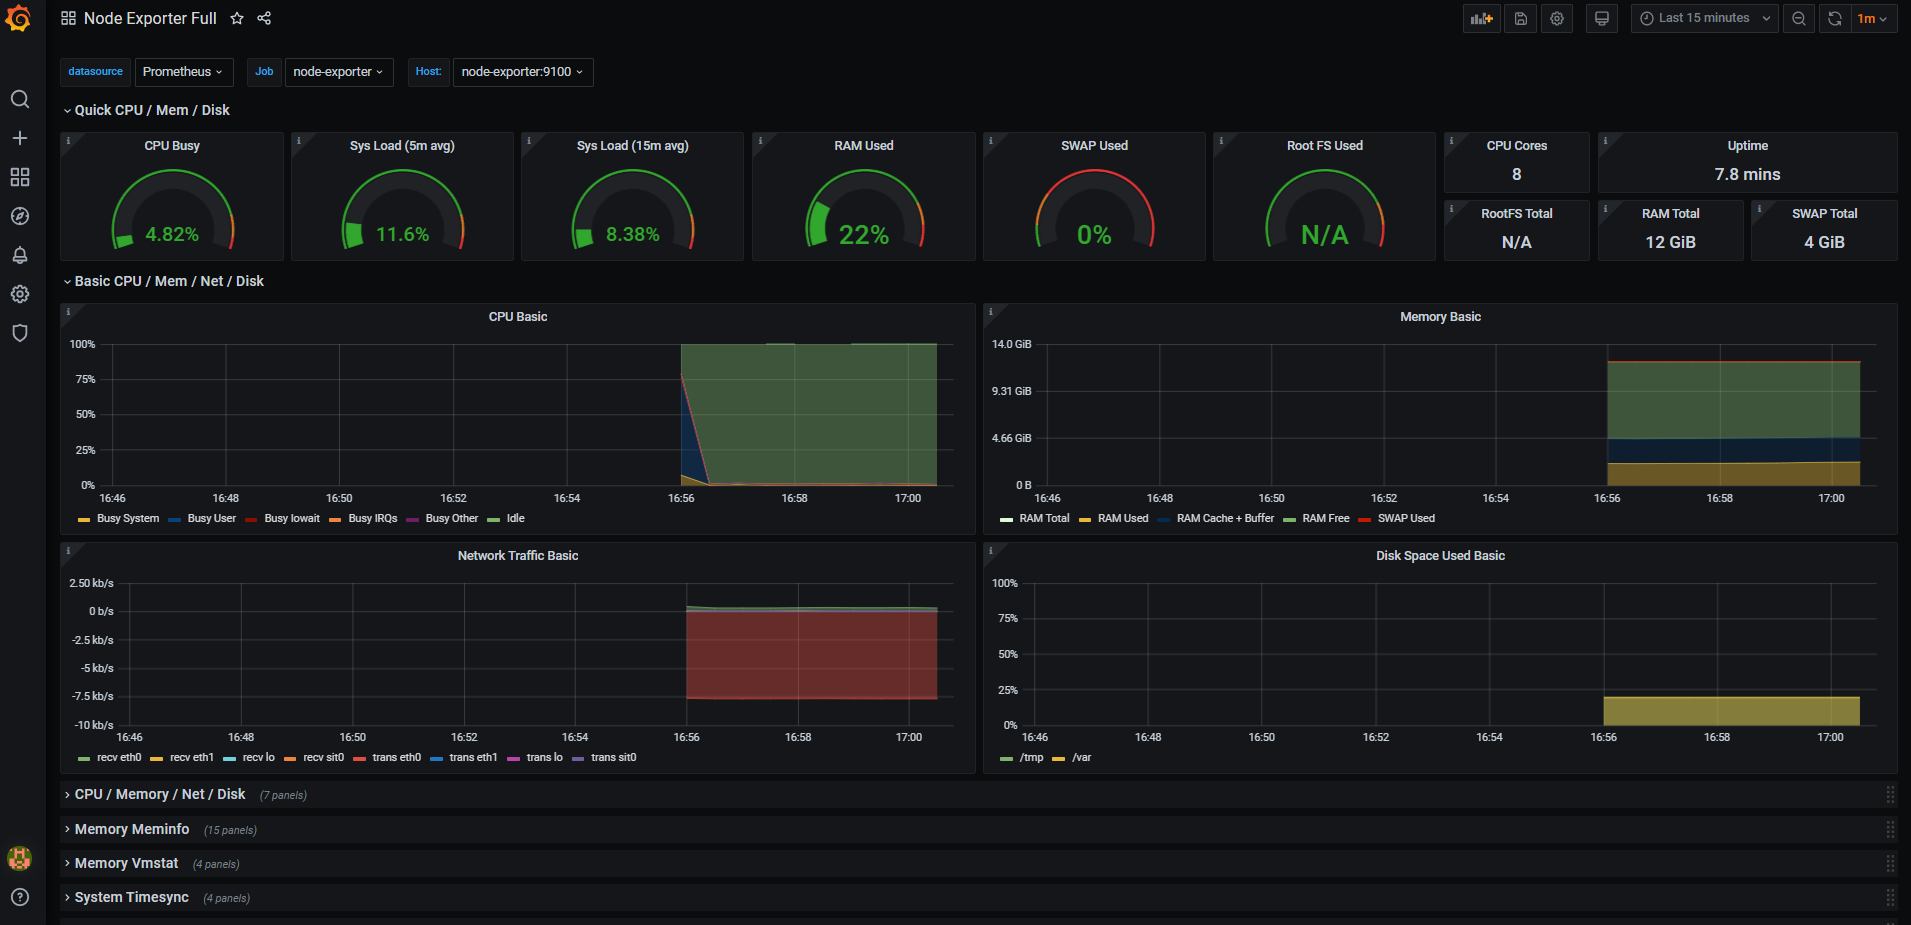 Node Exporter Full
Last 15 minutes
1m
datasource Prometheus Job node-exporter Host: node-exporter:9100
Quick CPU / Mem / Disk
CPU Busy
4.82%
Sys Load (5m avg)
11.6%
Sys Load (15m avg)
8.38%
RAM Used
22%
SWAP Used
0%
Root FS Used
N/A
CPU Cores
8
Uptime
7.8 mins
RootFS Total
N/A
RAM Total
12 GiB
SWAP Total
4 GiB
Basic CPU / Mem / Net / Disk
CPU Basic
100%
75%
50%
25%
0%
16:46 16:48 16:50 16:52 16:54 16:56 16:58 17:00
Busy System Busy User Busy Iowait Busy IRQs Busy Other Idle
Memory Basic
14.0 GiB
9.31 GiB
4.66 GiB
0 B
16:46 16:48 16:50 16:52 16:54 16:56 16:58 17:00
RAM Total RAM Used RAM Cache + Buffer RAM Free SWAP Used
Network Traffic Basic
2.50 kb/s
0 b/s
-2.5 kb/s
-5 kb/s
-7.5 kb/s
-10 kb/s
16:46 16:48 16:50 16:52 16:54 16:56 16:58 17:00
recv eth0 recv eth1 recv lo recv sit0 trans eth0 trans eth1 trans lo trans sit0
Disk Space Used Basic
100%
75%
50%
25%
0%
16:46 16:48 16:50 16:52 16:54 16:56 16:58 17:00
/tmp /var
CPU / Memory / Net / Disk (7 panels)
Memory Meminfo (15 panels)
Memory Vmstat (4 panels)
System Timesync (4 panels)